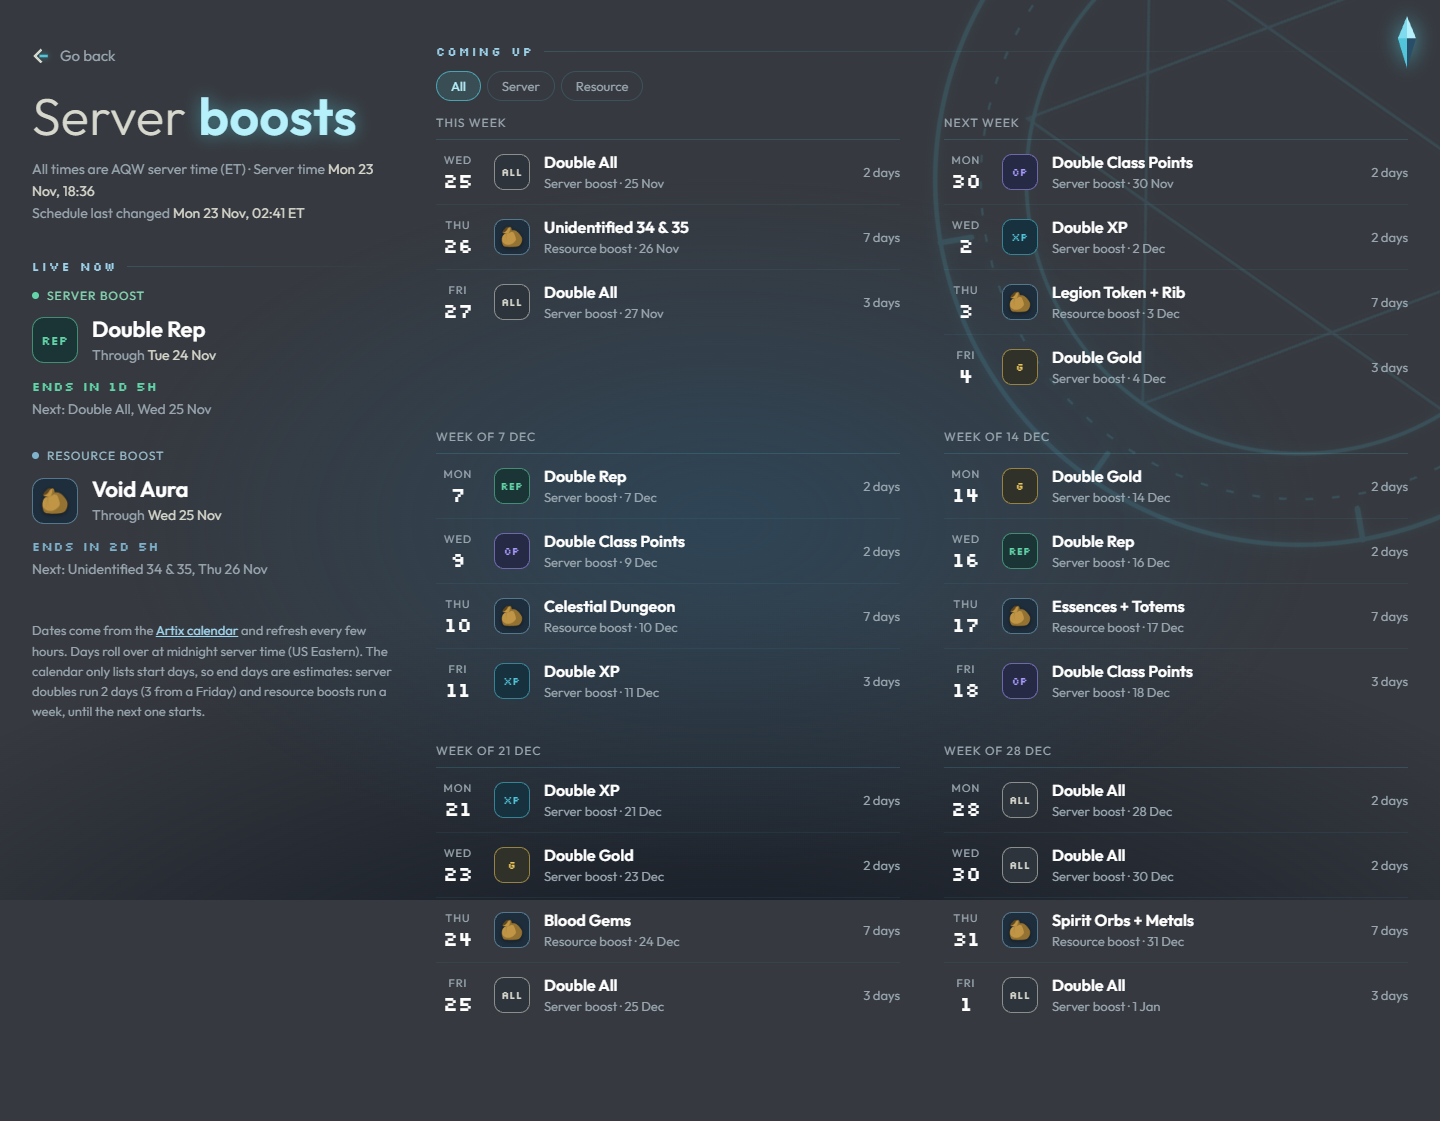 Go back
Server boosts
All times are AQW server time (ET) · Server time Mon 23
Nov, 18:36
Schedule last changed Mon 23 Nov, 02:41 ET
LIVE NOW
SERVER BOOST
REP
Double Rep
Through Tue 24 Nov
ENDS IN 1D 5H
Next: Double All, Wed 25 Nov
RESOURCE BOOST
Void Aura
Through Wed 25 Nov
ENDS IN 2D 5H
Next: Unidentified 34 & 35, Thu 26 Nov
Dates come from the Artix calendar and refresh every few
hours. Days roll over at midnight server time (US Eastern). The
calendar only lists start days, so end days are estimates: server
doubles run 2 days (3 from a Friday) and resource boosts run a
week, until the next one starts.
COMING UP
All Server Resource
THIS WEEK
WED 25 ALL Double All 2 days
Server boost · 25 Nov
THU 26 Unidentified 34 & 35 7 days
Resource boost · 26 Nov
FRI 27 ALL Double All 3 days
Server boost · 27 Nov
NEXT WEEK
MON 30 CP Double Class Points 2 days
Server boost · 30 Nov
WED 2 XP Double XP 2 days
Server boost · 2 Dec
THU 3 Legion Token + Rib 7 days
Resource boost · 3 Dec
FRI 4 G Double Gold 3 days
Server boost · 4 Dec
WEEK OF 7 DEC
MON 7 REP Double Rep 2 days
Server boost · 7 Dec
WED 9 CP Double Class Points 2 days
Server boost · 9 Dec
THU 10 Celestial Dungeon 7 days
Resource boost · 10 Dec
FRI 11 XP Double XP 3 days
Server boost · 11 Dec
WEEK OF 14 DEC
MON 14 G Double Gold 2 days
Server boost · 14 Dec
WED 16 REP Double Rep 2 days
Server boost · 16 Dec
THU 17 Essences + Totems 7 days
Resource boost · 17 Dec
FRI 18 CP Double Class Points 3 days
Server boost · 18 Dec
WEEK OF 21 DEC
MON 21 XP Double XP 2 days
Server boost · 21 Dec
WED 23 G Double Gold 2 days
Server boost · 23 Dec
THU 24 Blood Gems 7 days
Resource boost · 24 Dec
FRI 25 ALL Double All 3 days
Server boost · 25 Dec
WEEK OF 28 DEC
MON 28 ALL Double All 2 days
Server boost · 28 Dec
WED 30 ALL Double All 2 days
Server boost · 30 Dec
THU 31 Spirit Orbs + Metals 7 days
Resource boost · 31 Dec
FRI 1 ALL Double All 3 days
Server boost · 1 Jan